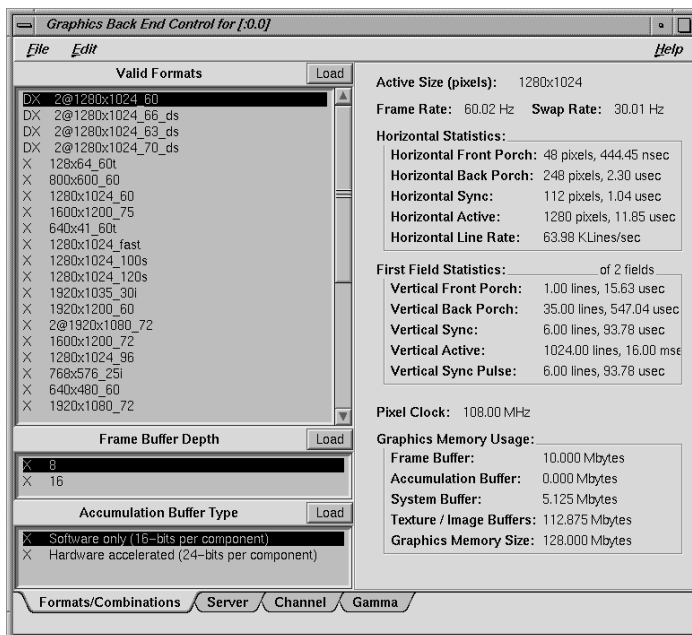 Graphics Back End Control for [:0.0]
File Edit Help
Valid Formats Load
DX 2@1280x1024_60
DX 2@1280x1024_66_ds
DX 2@1280x1024_63_ds
DX 2@1280x1024_70_ds
X 128x64_60t
X 800x600_60
X 1280x1024_60
X 1600x1200_75
X 640x41_60t
X 1280x1024_fast
X 1280x1024_100s
X 1280x1024_120s
X 1920x1035_30i
X 1920x1200_60
X 2@1920x1080_72
X 1600x1200_72
X 1280x1024_96
X 768x576_25i
X 640x480_60
X 1920x1080_72
Frame Buffer Depth Load
X 8
X 16
Accumulation Buffer Type Load
X Software only (16-bits per component)
X Hardware accelerated (24-bits per component)
Active Size (pixels): 1280x1024
Frame Rate: 60.02 Hz Swap Rate: 30.01 Hz
Horizontal Statistics:
Horizontal Front Porch: 48 pixels, 444.45 nsec
Horizontal Back Porch: 248 pixels, 2.30 usec
Horizontal Sync: 112 pixels, 1.04 usec
Horizontal Active: 1280 pixels, 11.85 usec
Horizontal Line Rate: 63.98 KLines/sec
First Field Statistics: of 2 fields
Vertical Front Porch: 1.00 lines, 15.63 usec
Vertical Back Porch: 35.00 lines, 547.04 usec
Vertical Sync: 6.00 lines, 93.78 usec
Vertical Active: 1024.00 lines, 16.00 mse
Vertical Sync Pulse: 6.00 lines, 93.78 usec
Pixel Clock: 108.00 MHz
Graphics Memory Usage:
Frame Buffer: 10.000 Mbytes
Accumulation Buffer: 0.000 Mbytes
System Buffer: 5.125 Mbytes
Texture / Image Buffers: 112.875 Mbytes
Graphics Memory Size: 128.000 Mbytes
Formats/Combinations Server Channel Gamma